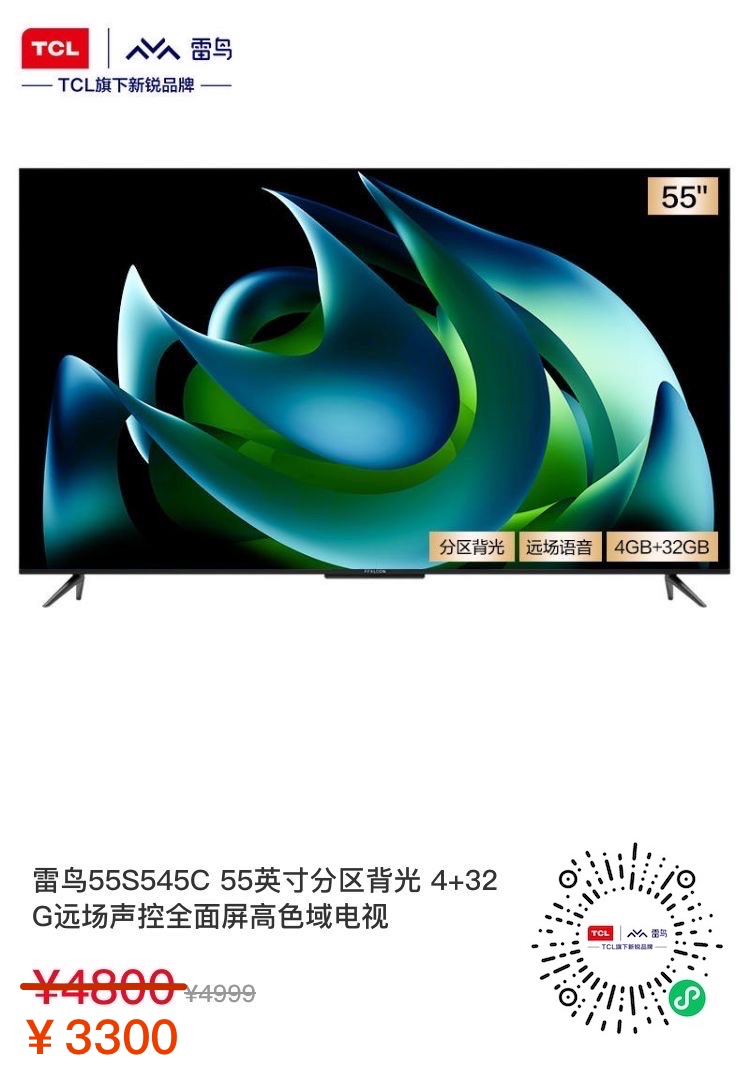 TCL
雷鸟
TCL旗下新锐品牌
55"
分区背光
远场语音
4GB+32GB
FFALCON
雷鸟55S545C 55英寸分区背光 4+32
G远场声控全面屏高色域电视
¥4800 ¥4999
¥3300
TCL 雷鸟
TCL旗下新锐品牌